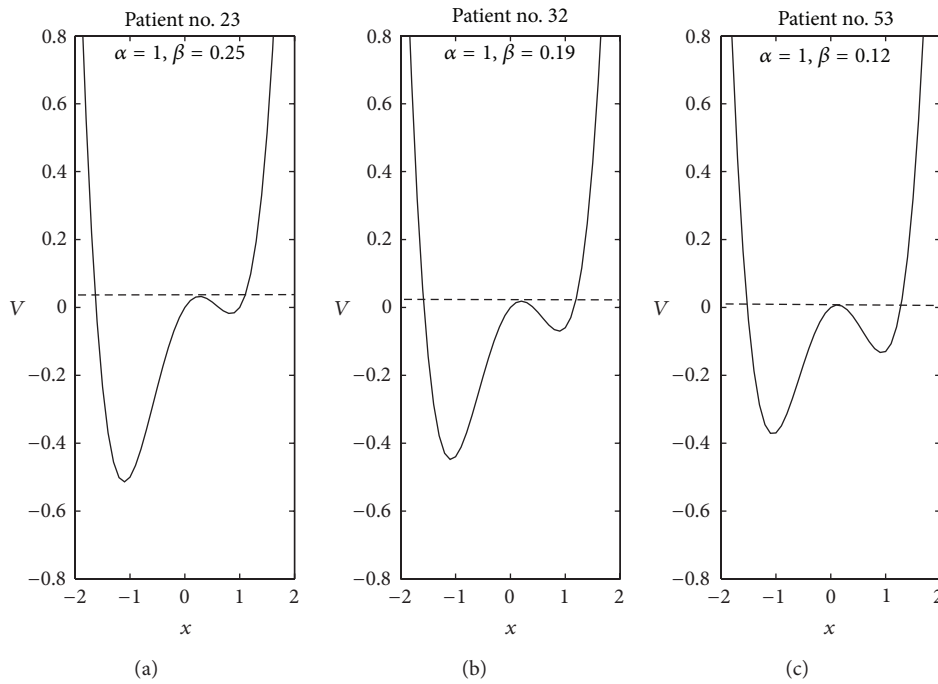 Patient no. 23
α = 1, β = 0.25
0.8
0.6
0.4
0.2
0
−0.2
−0.4
−0.6
−0.8
V
−2 −1 0 1 2
x
(a)
Patient no. 32
α = 1, β = 0.19
0.8
0.6
0.4
0.2
0
−0.2
−0.4
−0.6
−0.8
V
−2 −1 0 1 2
x
(b)
Patient no. 53
α = 1, β = 0.12
0.8
0.6
0.4
0.2
0
−0.2
−0.4
−0.6
−0.8
V
−2 −1 0 1 2
x
(c)